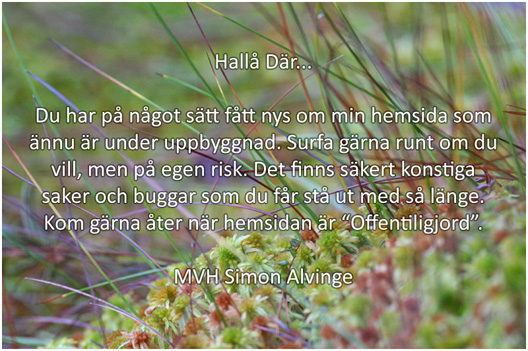 Hallå Där...
Du har på något sätt fått nys om min hemsida som
ännu är under uppbyggnad. Surfa gärna runt om du
vill, men på egen risk. Det finns säkert konstiga
saker och buggar som du får stå ut med så länge.
Kom gärna åter när hemsidan är “Offentiligjord”.
MVH Simon Alvinge